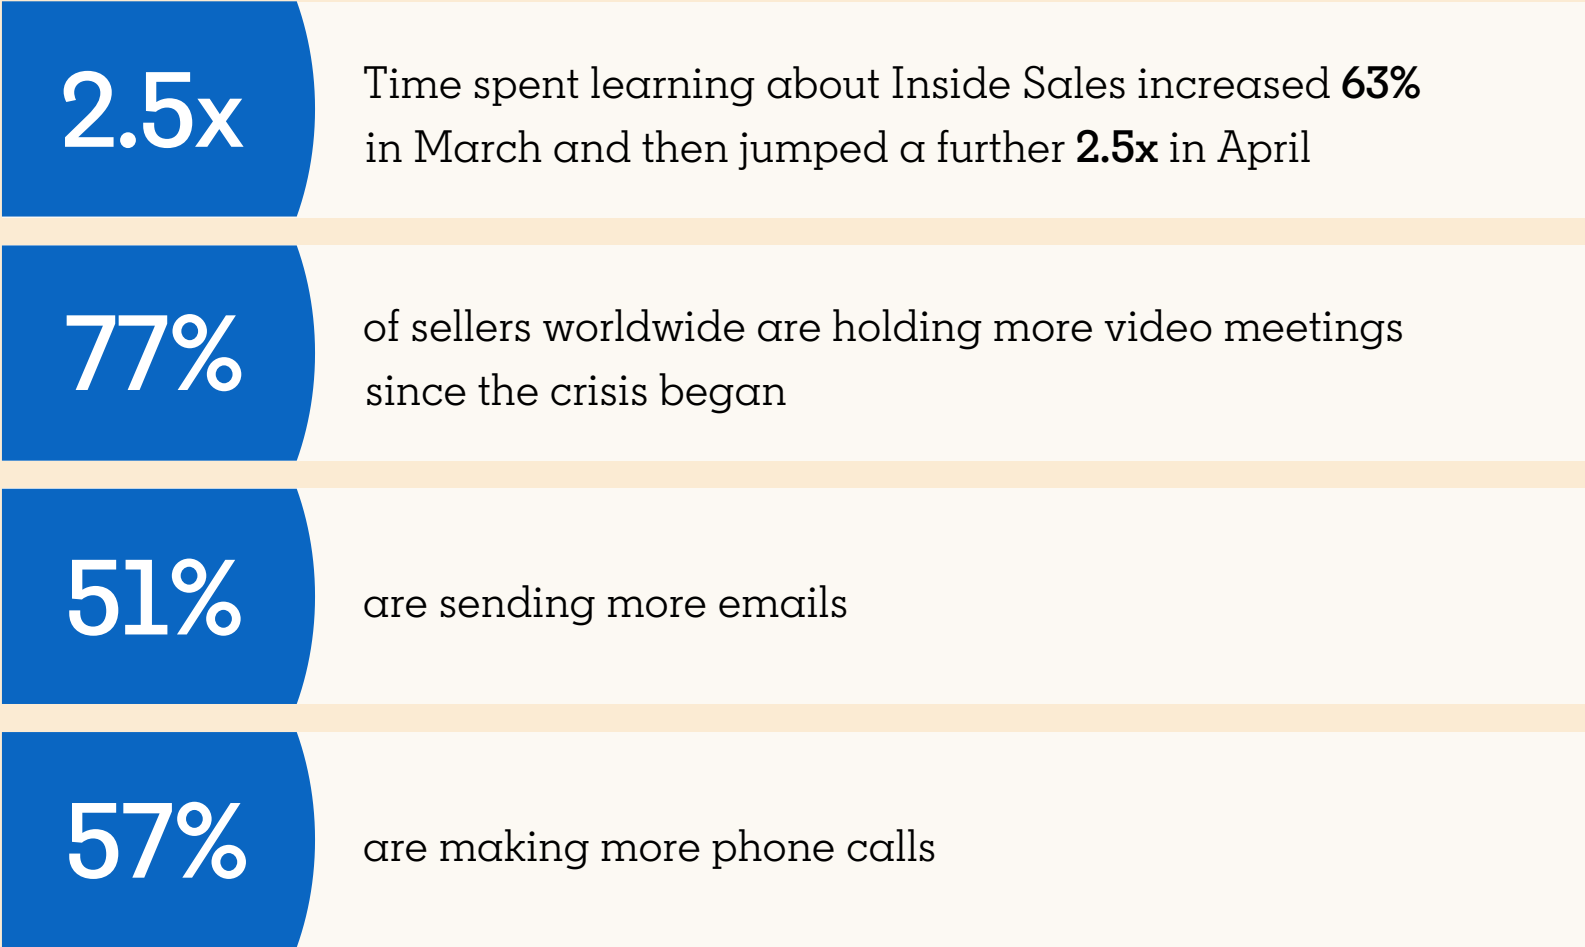 2.5x
Time spent learning about Inside Sales increased 63%
in March and then jumped a further 2.5x in April
77%
of sellers worldwide are holding more video meetings
since the crisis began
51%
are sending more emails
57%
are making more phone calls